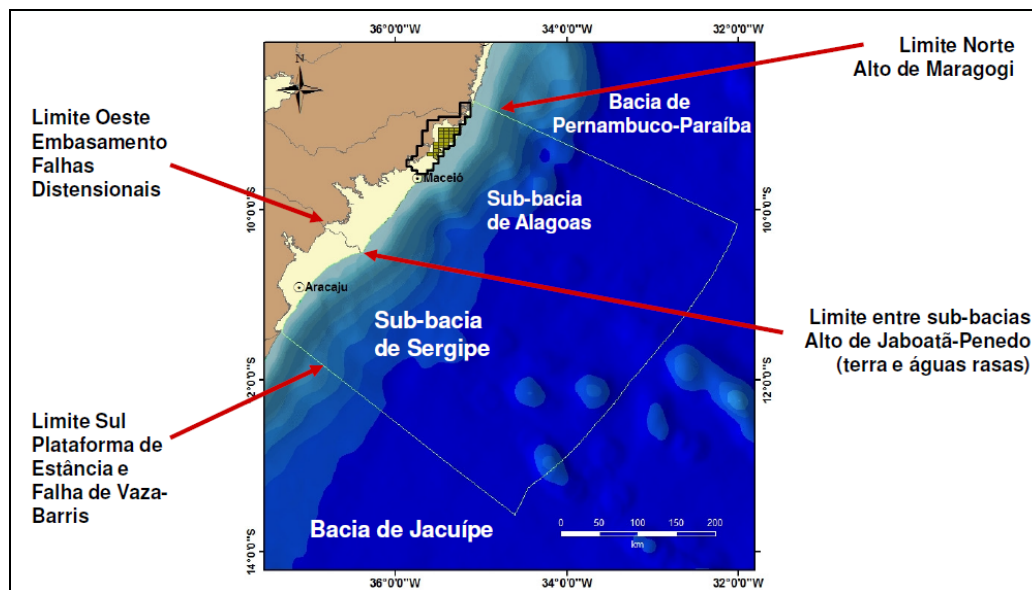 36°0'0"W
34°0'0"W
32°0'0"W
Limite Norte
Alto de Maragogi
N
Bacia de
Pernambuco-Paraíba
Limite Oeste
Embasamento
Falhas
Distensionais
Maceió
Sub-bacia
de Alagoas
10°0'0"S
10°0'0"S
Aracaju
Sub-bacia
de Sergipe
Limite entre sub-bacias
Alto de Jaboatã-Penedo
(terra e águas rasas)
12°0'0"S
12°0'0"S
Limite Sul
Plataforma de
Estância e
Falha de Vaza-
Barris
Bacia de Jacuípe
0 50 100 150 200
km
14°0'0"S
14°0'0"S
36°0'0"W
34°0'0"W
32°0'0"W